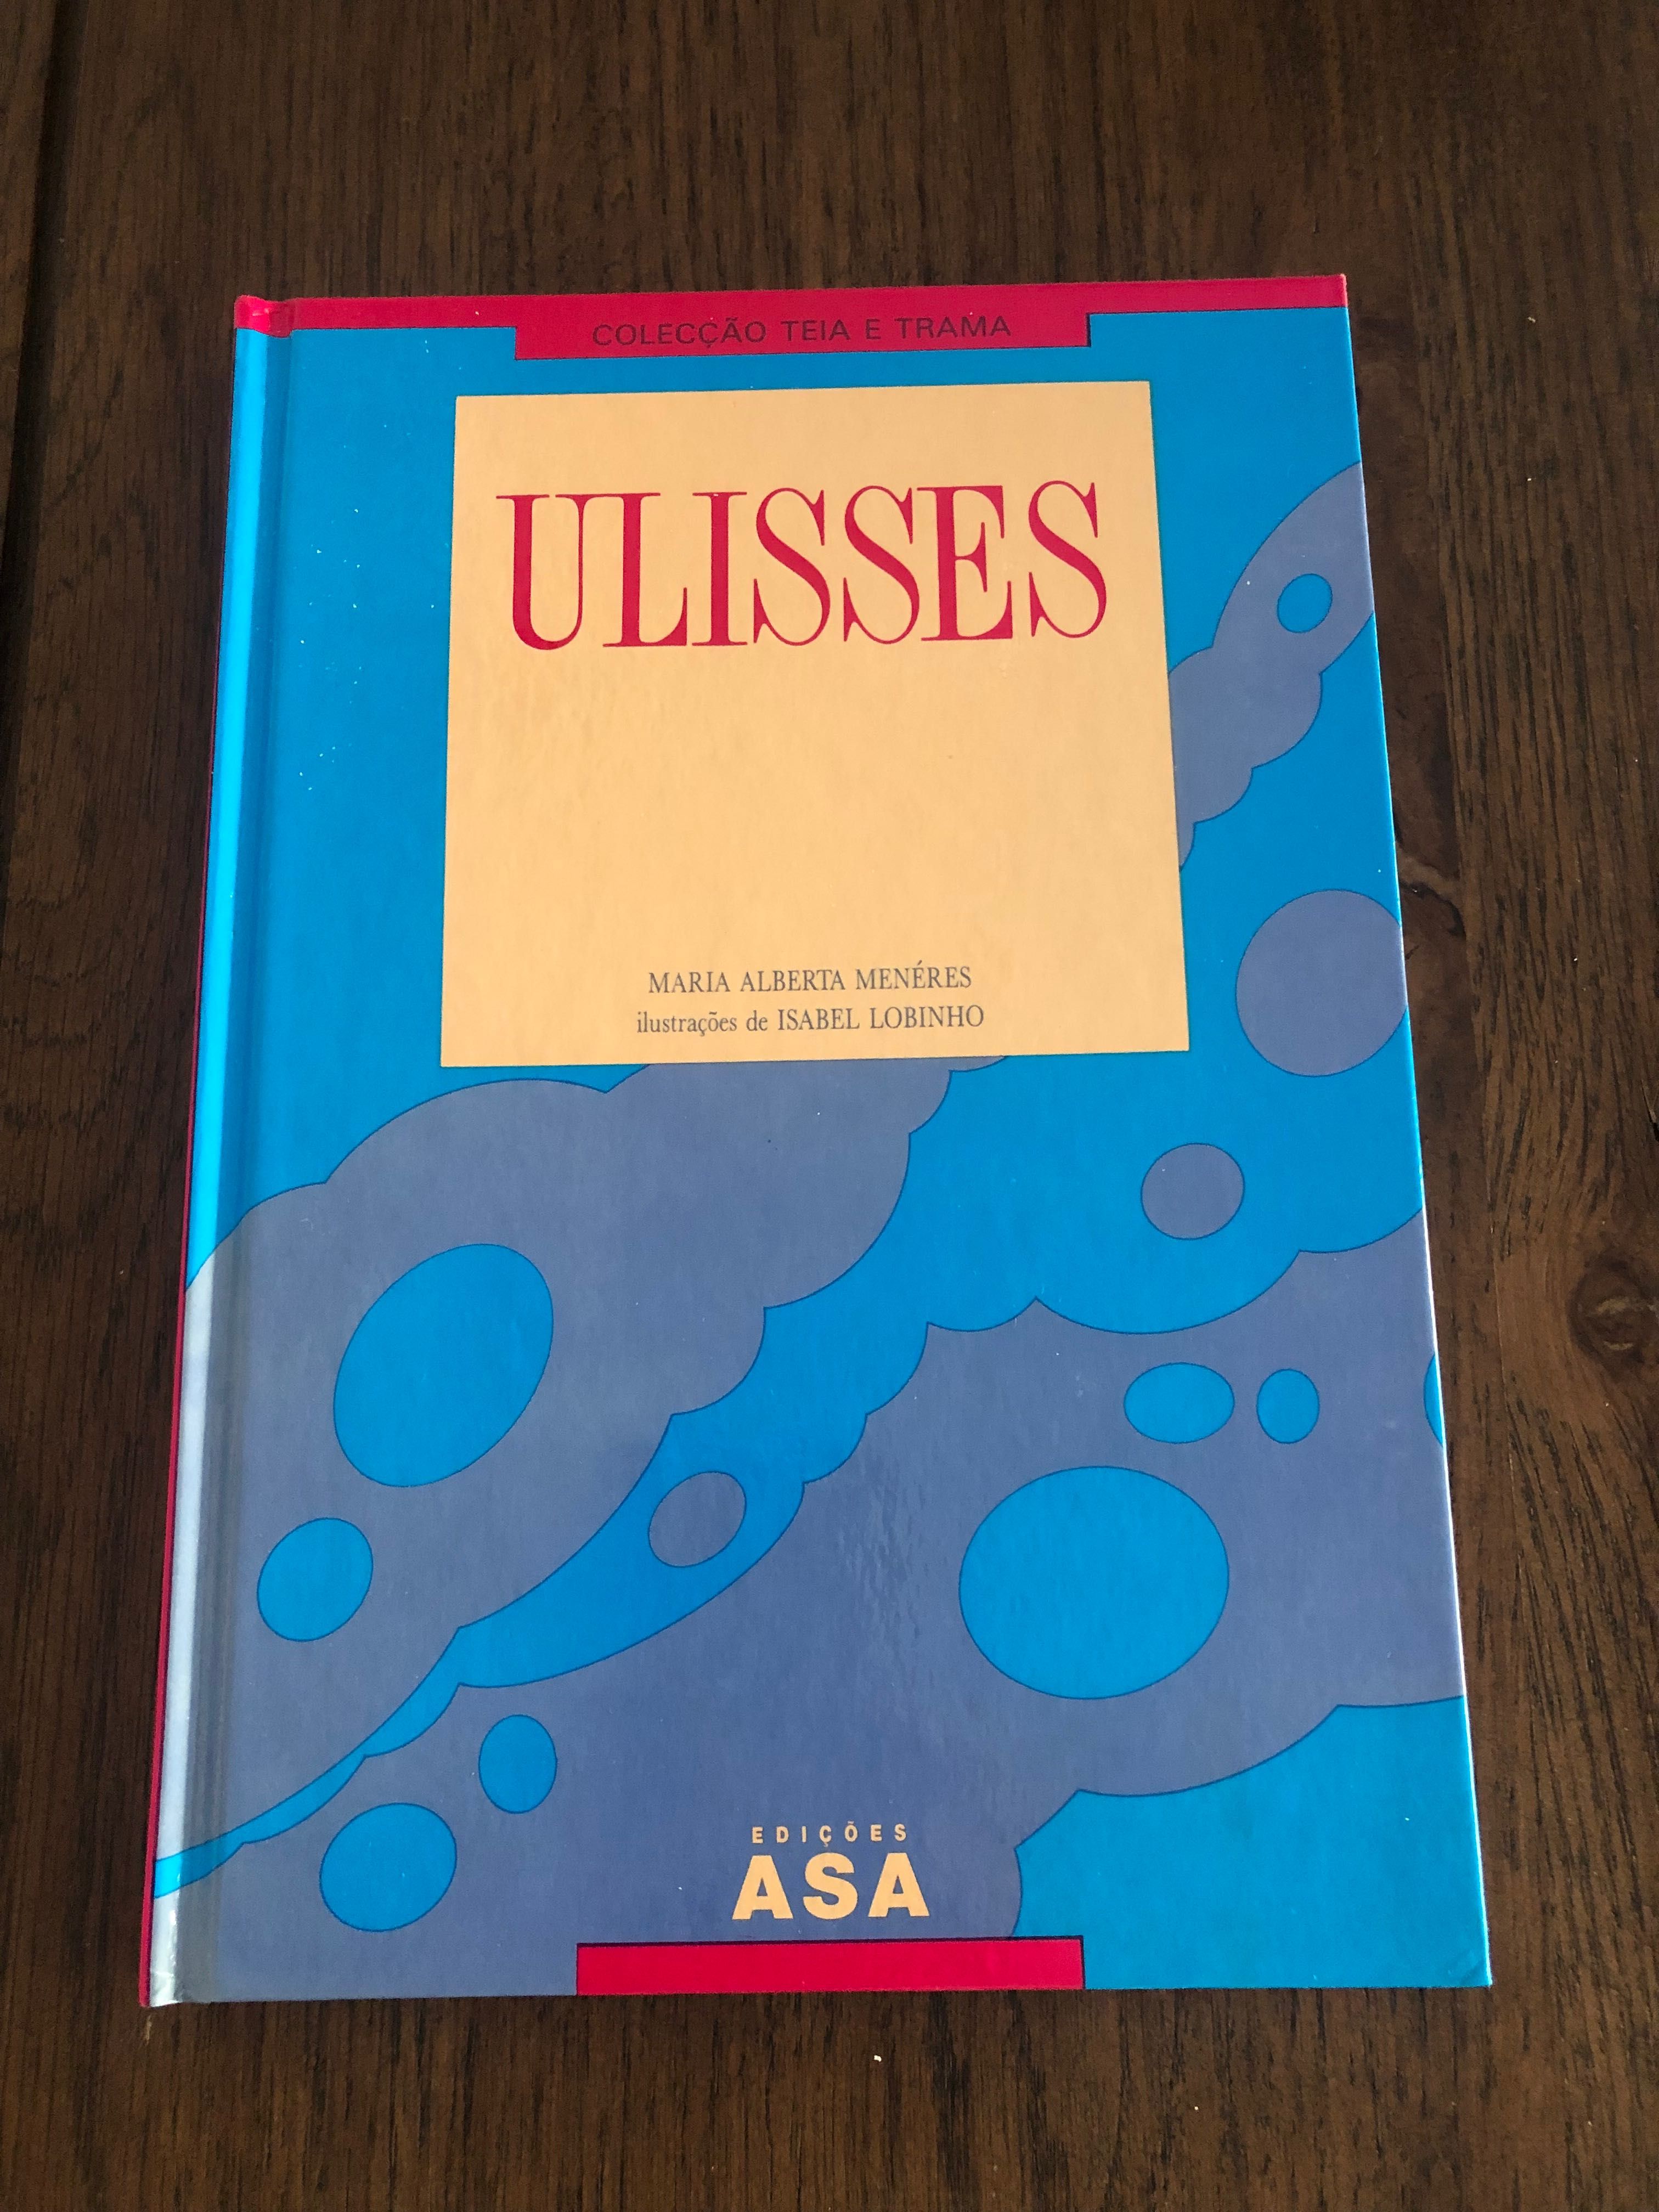 COLECÇÃO TEIA E TRAMA
ULISSES
MARIA ALBERTA MENÉRES
ilustrações de ISABEL LOBINHO
EDIÇÕES
ASA